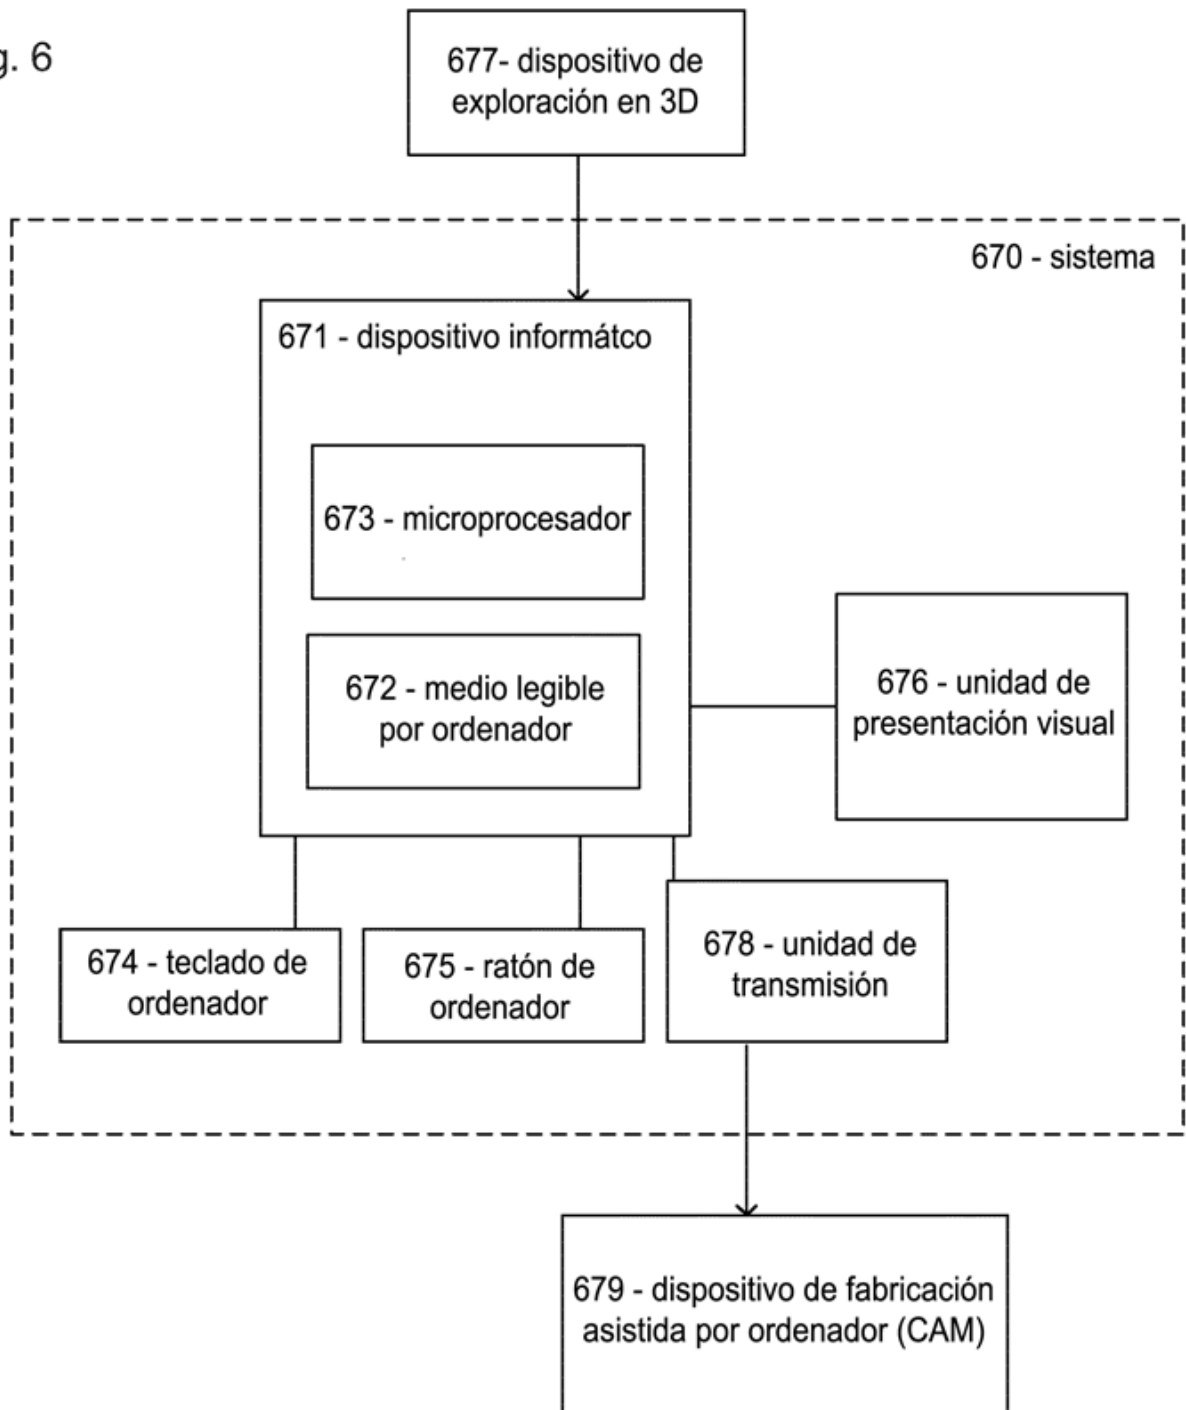 g. 6
677- dispositivo de
exploración en 3D
670 - sistema
671 - dispositivo informátco
673 - microprocesador
672 - medio legible
por ordenador
676 - unidad de
presentación visual
674 - teclado de
ordenador
675 - ratón de
ordenador
678 - unidad de
transmisión
679 - dispositivo de fabricación
asistida por ordenador (CAM)